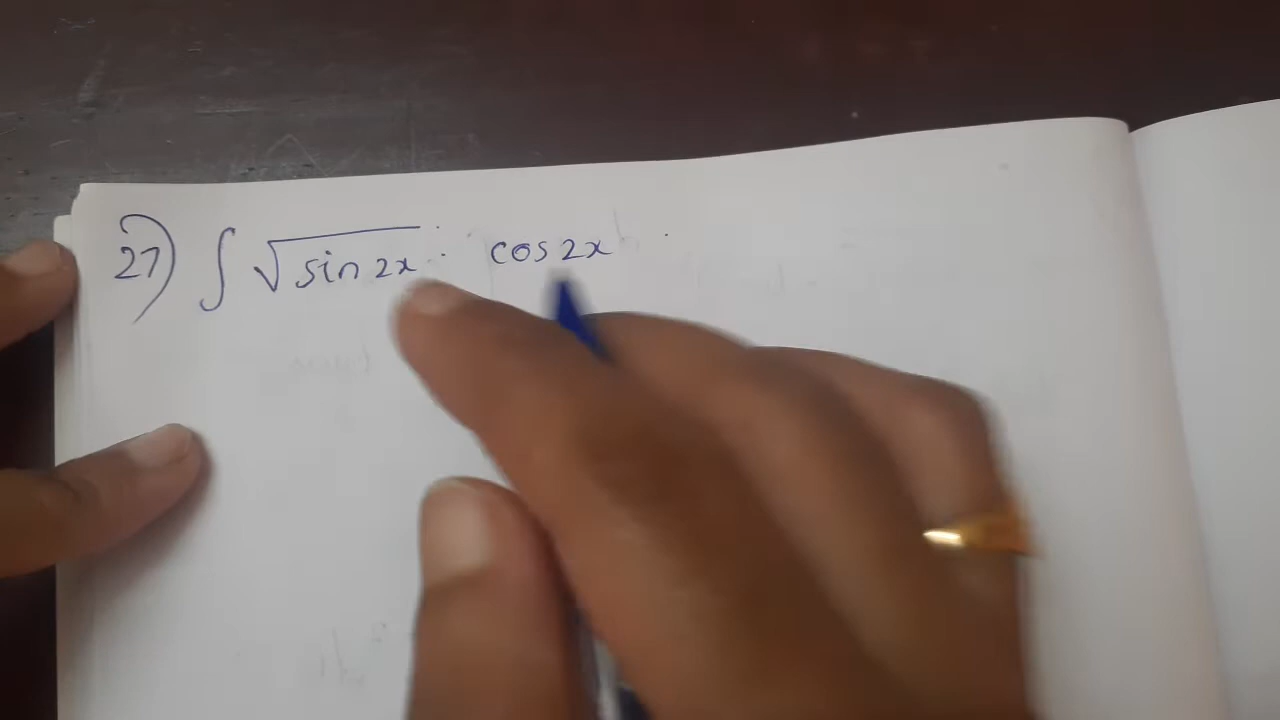 27) ∫ √sin 2x cos 2x